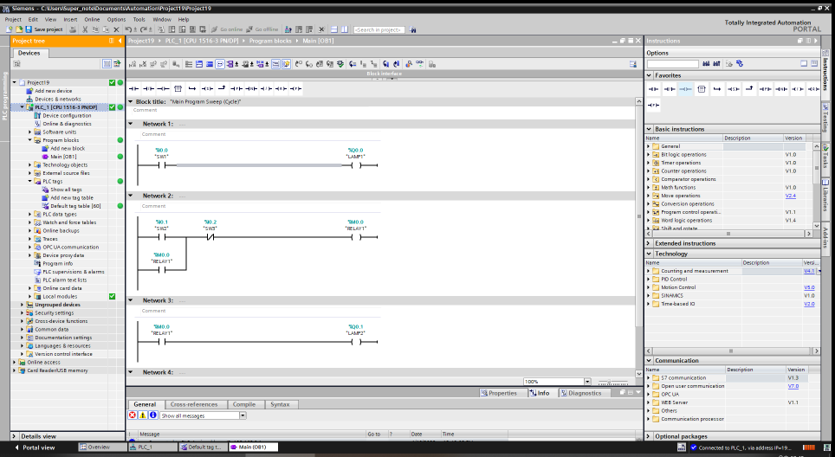 Siemens - C:\Users\Super_note\Documents\Automation\Project19\Project19
Project Edit View Insert Online Options Tools Window Help
Totally Integrated Automation
PORTAL
Save project
Go online
Go offline
<Search in project>
Project tree
Project19 > PLC_1 [CPU 1516-3 PN/DP] > Program blocks > Main [OB1]
Instructions
Devices
Options
PLC programming
Project19
Add new device
Devices & networks
PLC_1 [CPU 1516-3 PN/DP]
Device configuration
Online & diagnostics
Software units
Program blocks
Add new block
Main [OB1]
Technology objects
External source files
PLC tags
Show all tags
Add new tag table
Default tag table [60]
PLC data types
Watch and force tables
Online backups
Traces
OPC UA communication
Device proxy data
Program info
PLC supervisions & alarms
PLC alarm text lists
Online card data
Local modules
Ungrouped devices
Security settings
Cross-device functions
Common data
Documentation settings
Languages & resources
Version control interface
Online access
Card Reader/USB memory
Details view
Block interface
Block title: "Main Program Sweep (Cycle)"
Comment
Network 1:
Comment
%I0.0
"SW1"
%Q0.0
"LAMP1"
Network 2:
Comment
%I0.1
"SW2"
%I0.2
"SW3"
%M0.0
"RELAY1"
%M0.0
"RELAY1"
Network 3:
Comment
%M0.0
"RELAY1"
%Q0.1
"LAMP2"
Network 4:
100%
Properties
Info
Diagnostics
General
Cross-references
Compile
Syntax
Show all messages
! Message Go to ? Date Time
Favorites
Basic instructions
Name Description Version
General
Bit logic operations V1.0
Timer operations V1.0
Counter operations V1.0
Comparator operations
Math functions V1.0
Move operations V2.4
Conversion operations
Program control operati... V1.1
Word logic operations V1.4
Shift and rotate
Extended instructions
Technology
Name Description Vers...
Counting and measurement
PID Control
Motion Control V5.0
SINAMICS V1.0
Time-based IO V2.0
Communication
Name Description Version
S7 communication V1.3
Open user communication V7.0
OPC UA
WEB Server V1.1
Others
Communication processor
Optional packages
Instructions
Testing
Tasks
Libraries
Add-ins
Portal view
Overview
PLC_1
Default tag t...
Main (OB1)
Connected to PLC_1, via address IP=19...